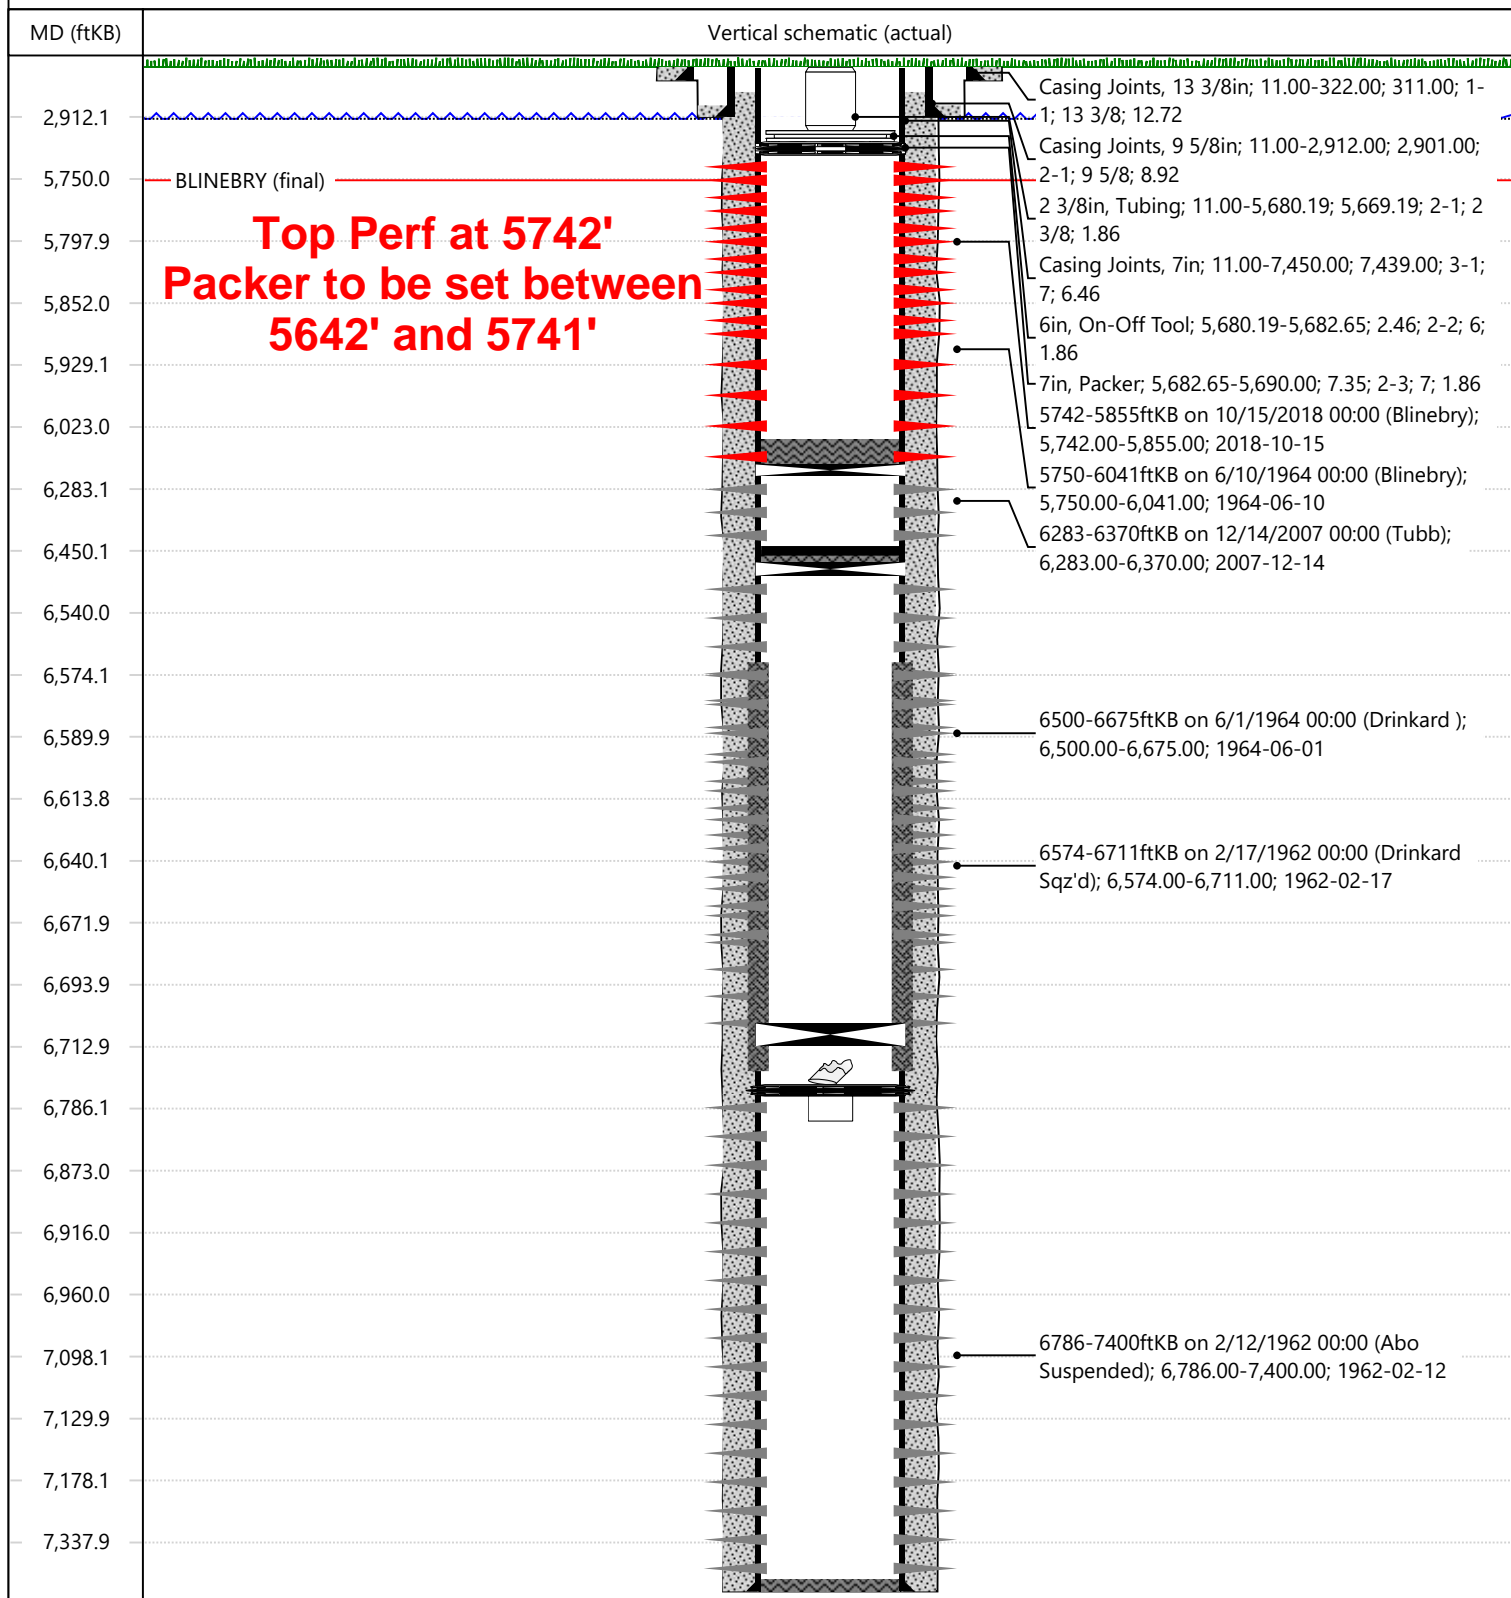 MD (ftKB)
Vertical schematic (actual)
2,912.1
5,750.0
5,797.9
5,852.0
5,929.1
6,023.0
6,283.1
6,450.1
6,540.0
6,574.1
6,589.9
6,613.8
6,640.1
6,671.9
6,693.9
6,712.9
6,786.1
6,873.0
6,916.0
6,960.0
7,098.1
7,129.9
7,178.1
7,337.9
BLINEBRY (final)
Top Perf at 5742'
Packer to be set between
5642' and 5741'
Casing Joints, 13 3/8in; 11.00-322.00; 311.00; 1-
1; 13 3/8; 12.72
Casing Joints, 9 5/8in; 11.00-2,912.00; 2,901.00;
2-1; 9 5/8; 8.92
2 3/8in, Tubing; 11.00-5,680.19; 5,669.19; 2-1; 2
3/8; 1.86
Casing Joints, 7in; 11.00-7,450.00; 7,439.00; 3-1;
7; 6.46
6in, On-Off Tool; 5,680.19-5,682.65; 2.46; 2-2; 6;
1.86
7in, Packer; 5,682.65-5,690.00; 7.35; 2-3; 7; 1.86
5742-5855ftKB on 10/15/2018 00:00 (Blinebry);
5,742.00-5,855.00; 2018-10-15
5750-6041ftKB on 6/10/1964 00:00 (Blinebry);
5,750.00-6,041.00; 1964-06-10
6283-6370ftKB on 12/14/2007 00:00 (Tubb);
6,283.00-6,370.00; 2007-12-14
6500-6675ftKB on 6/1/1964 00:00 (Drinkard );
6,500.00-6,675.00; 1964-06-01
6574-6711ftKB on 2/17/1962 00:00 (Drinkard
Sqz'd); 6,574.00-6,711.00; 1962-02-17
6786-7400ftKB on 2/12/1962 00:00 (Abo
Suspended); 6,786.00-7,400.00; 1962-02-12